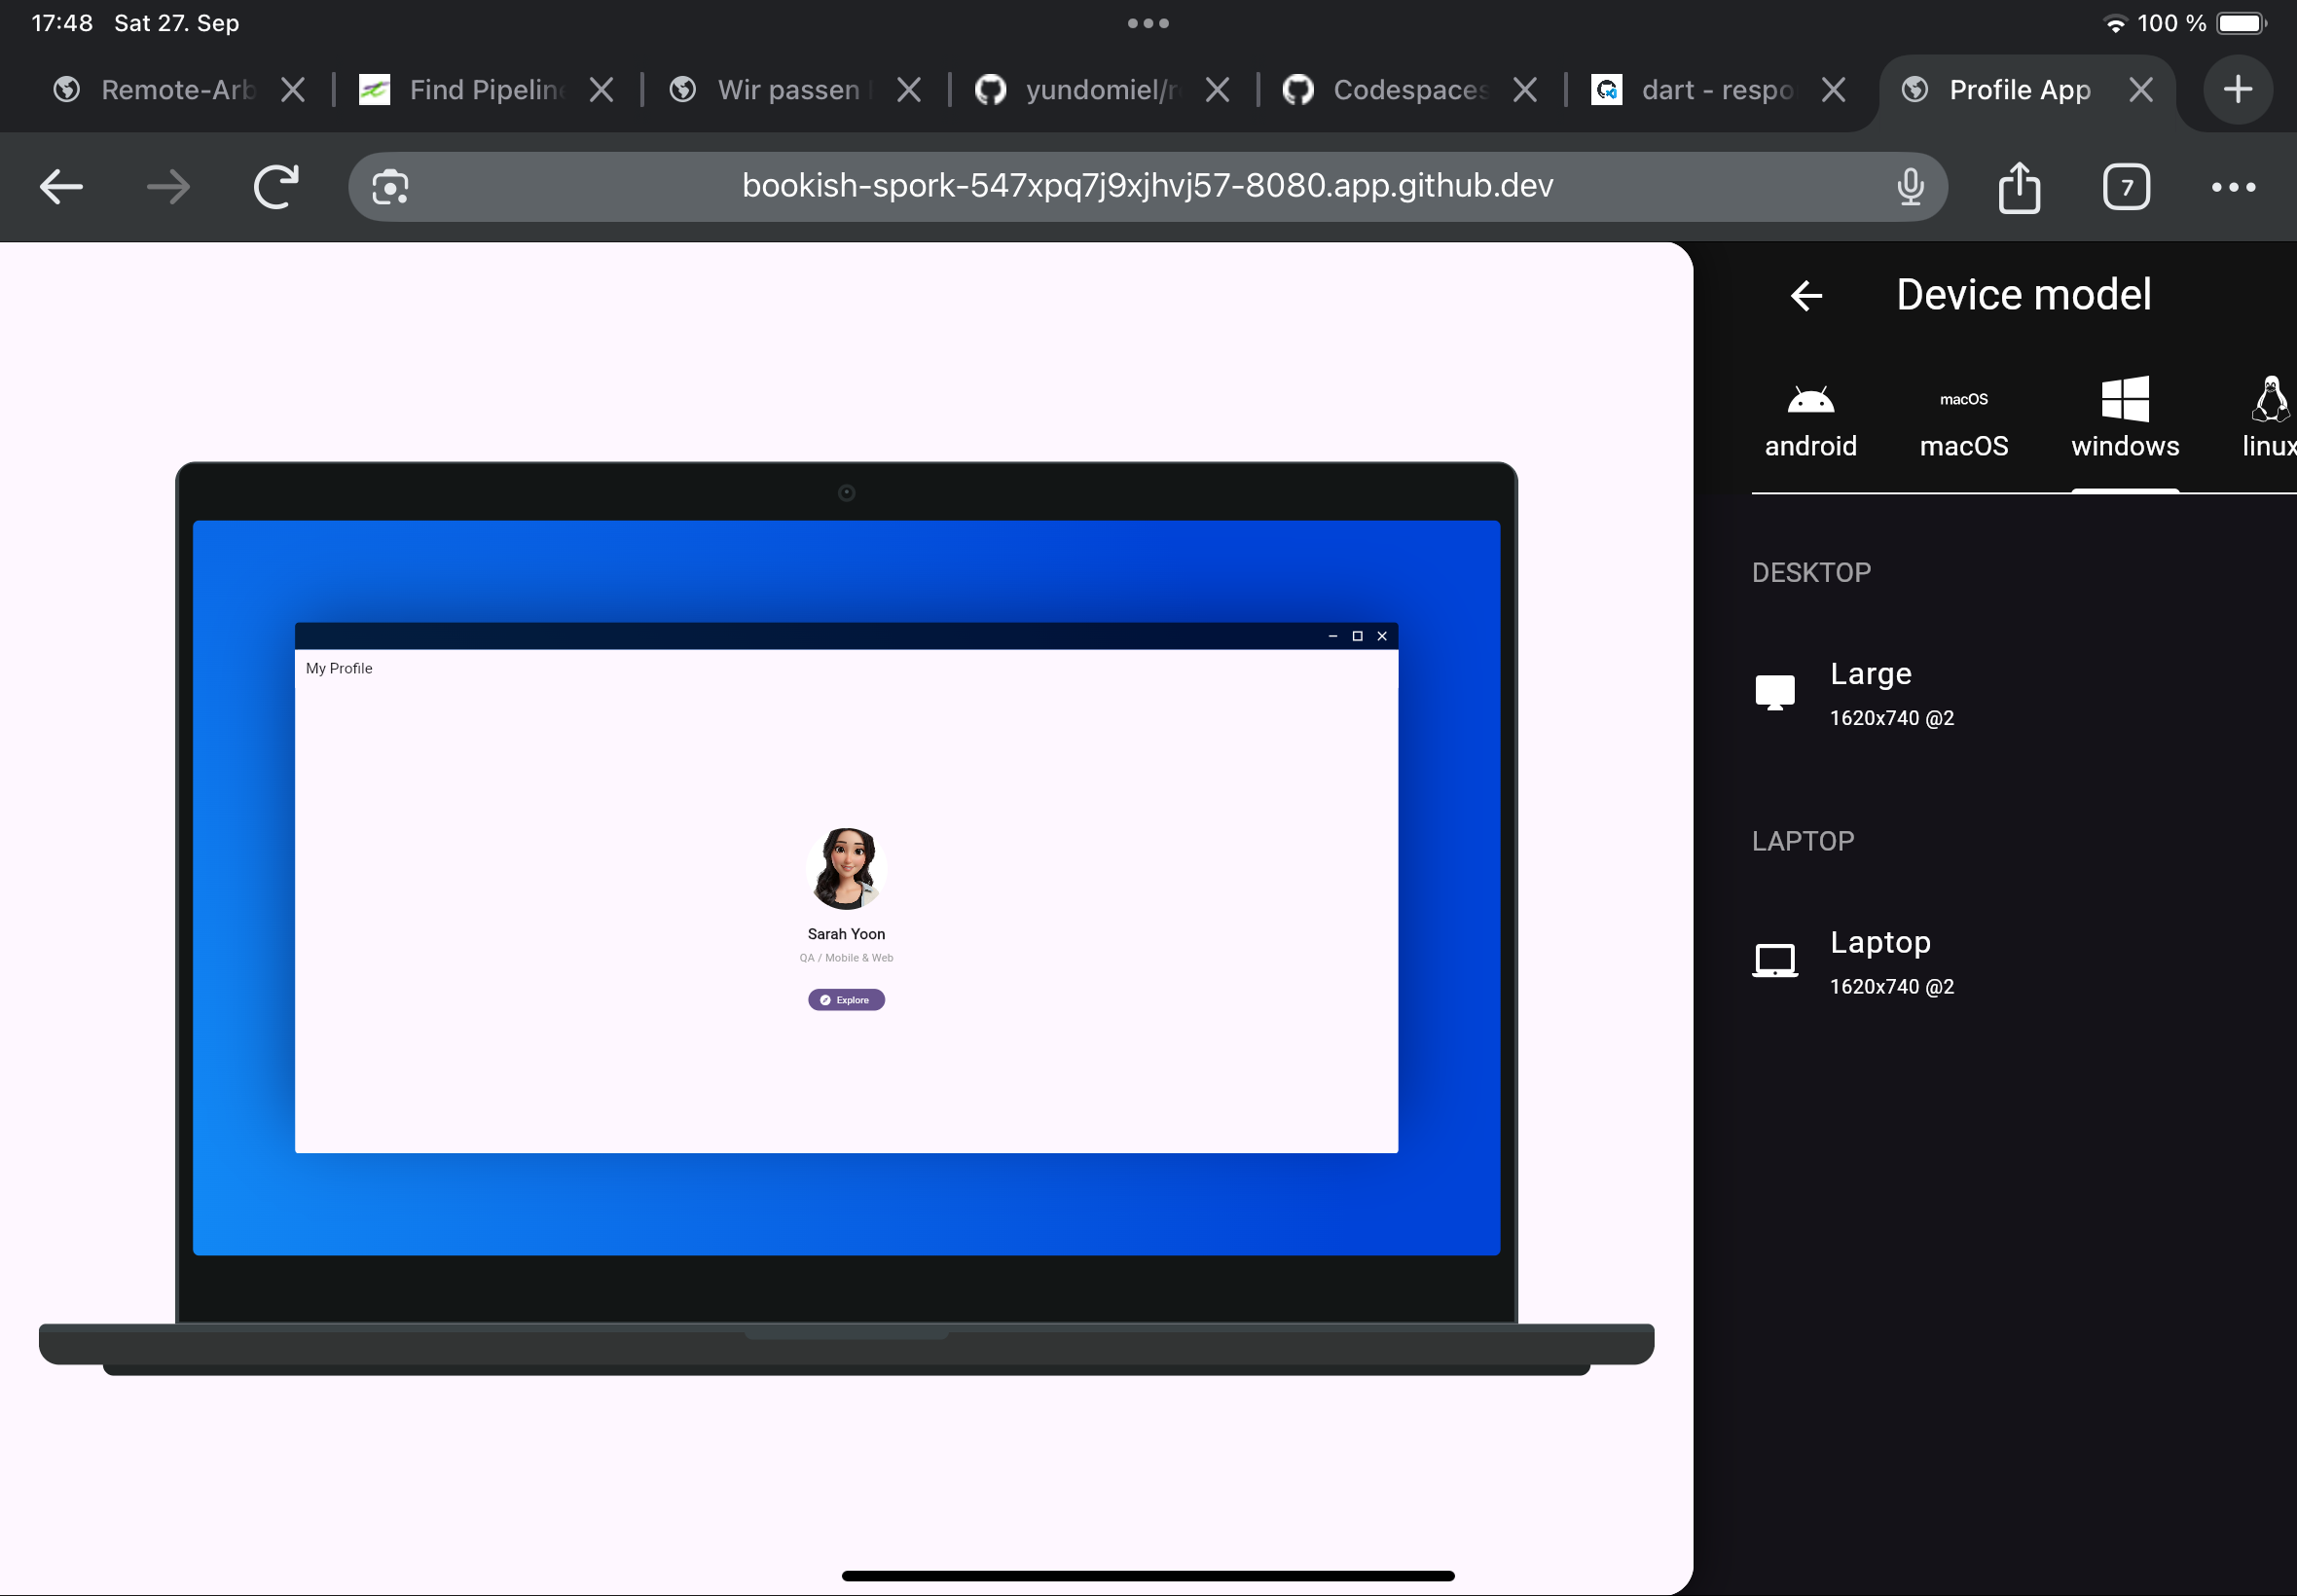 17:48 Sat 27. Sep
100 %
Remote-Arb
Find Pipeline
Wir passen
yundomiel/r
Codespaces
dart - respo
Profile App
bookish-spork-547xpq7j9xjhvj57-8080.app.github.dev
7
Device model
macOS
android
macOS
windows
linux
DESKTOP
Large
1620x740 @2
LAPTOP
Laptop
1620x740 @2
My Profile
Sarah Yoon
QA / Mobile & Web
Explore